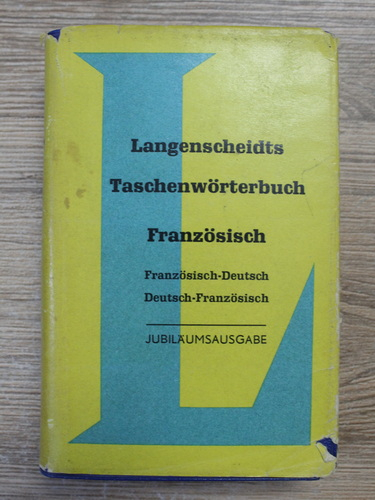 L
Langenscheidts
Taschenwörterbuch
Französisch
Französisch-Deutsch
Deutsch-Französisch
JUBILÄUMSAUSGABE